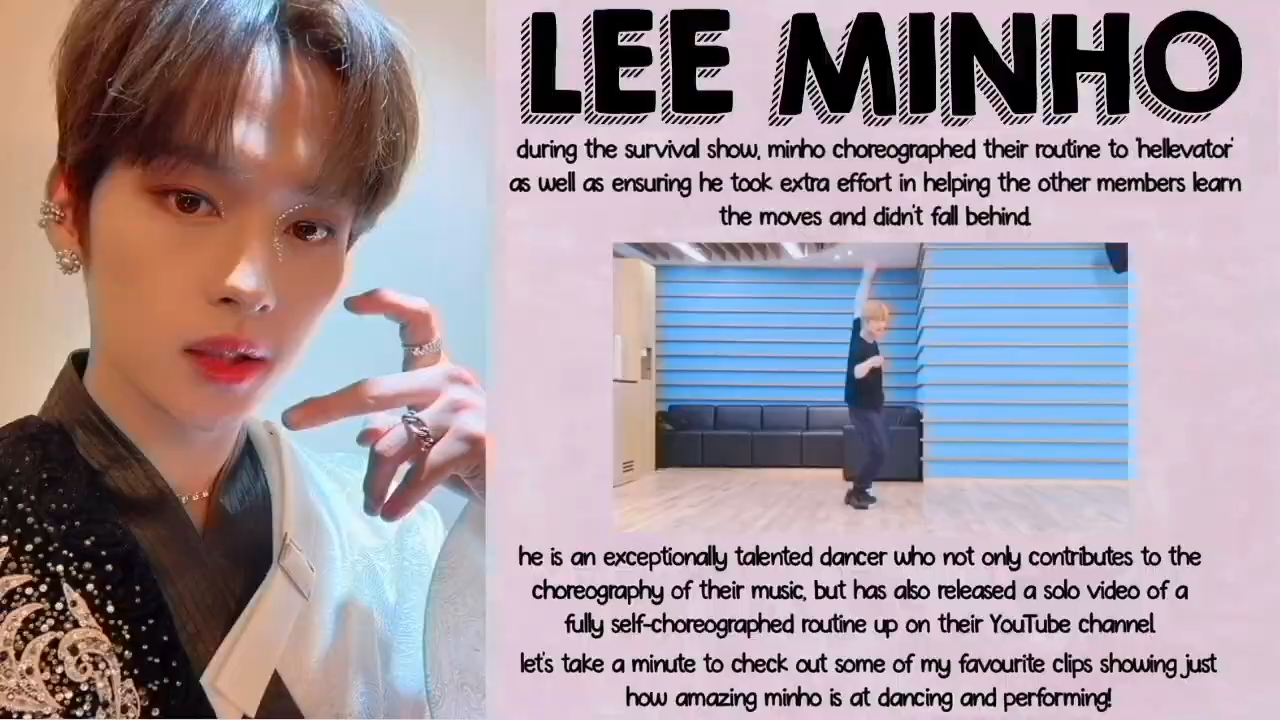 LEE MINHO
during the survival show, minho choreographed their routine to 'hellevator'
as well as ensuring he took extra effort in helping the other members learn
the moves and didn't fall behind.
he is an exceptionally talented dancer who not only contributes to the
choreography of their music, but has also released a solo video of a
fully self-choreographed routine up on their YouTube channel.
let's take a minute to check out some of my favourite clips showing just
how amazing minho is at dancing and performing!